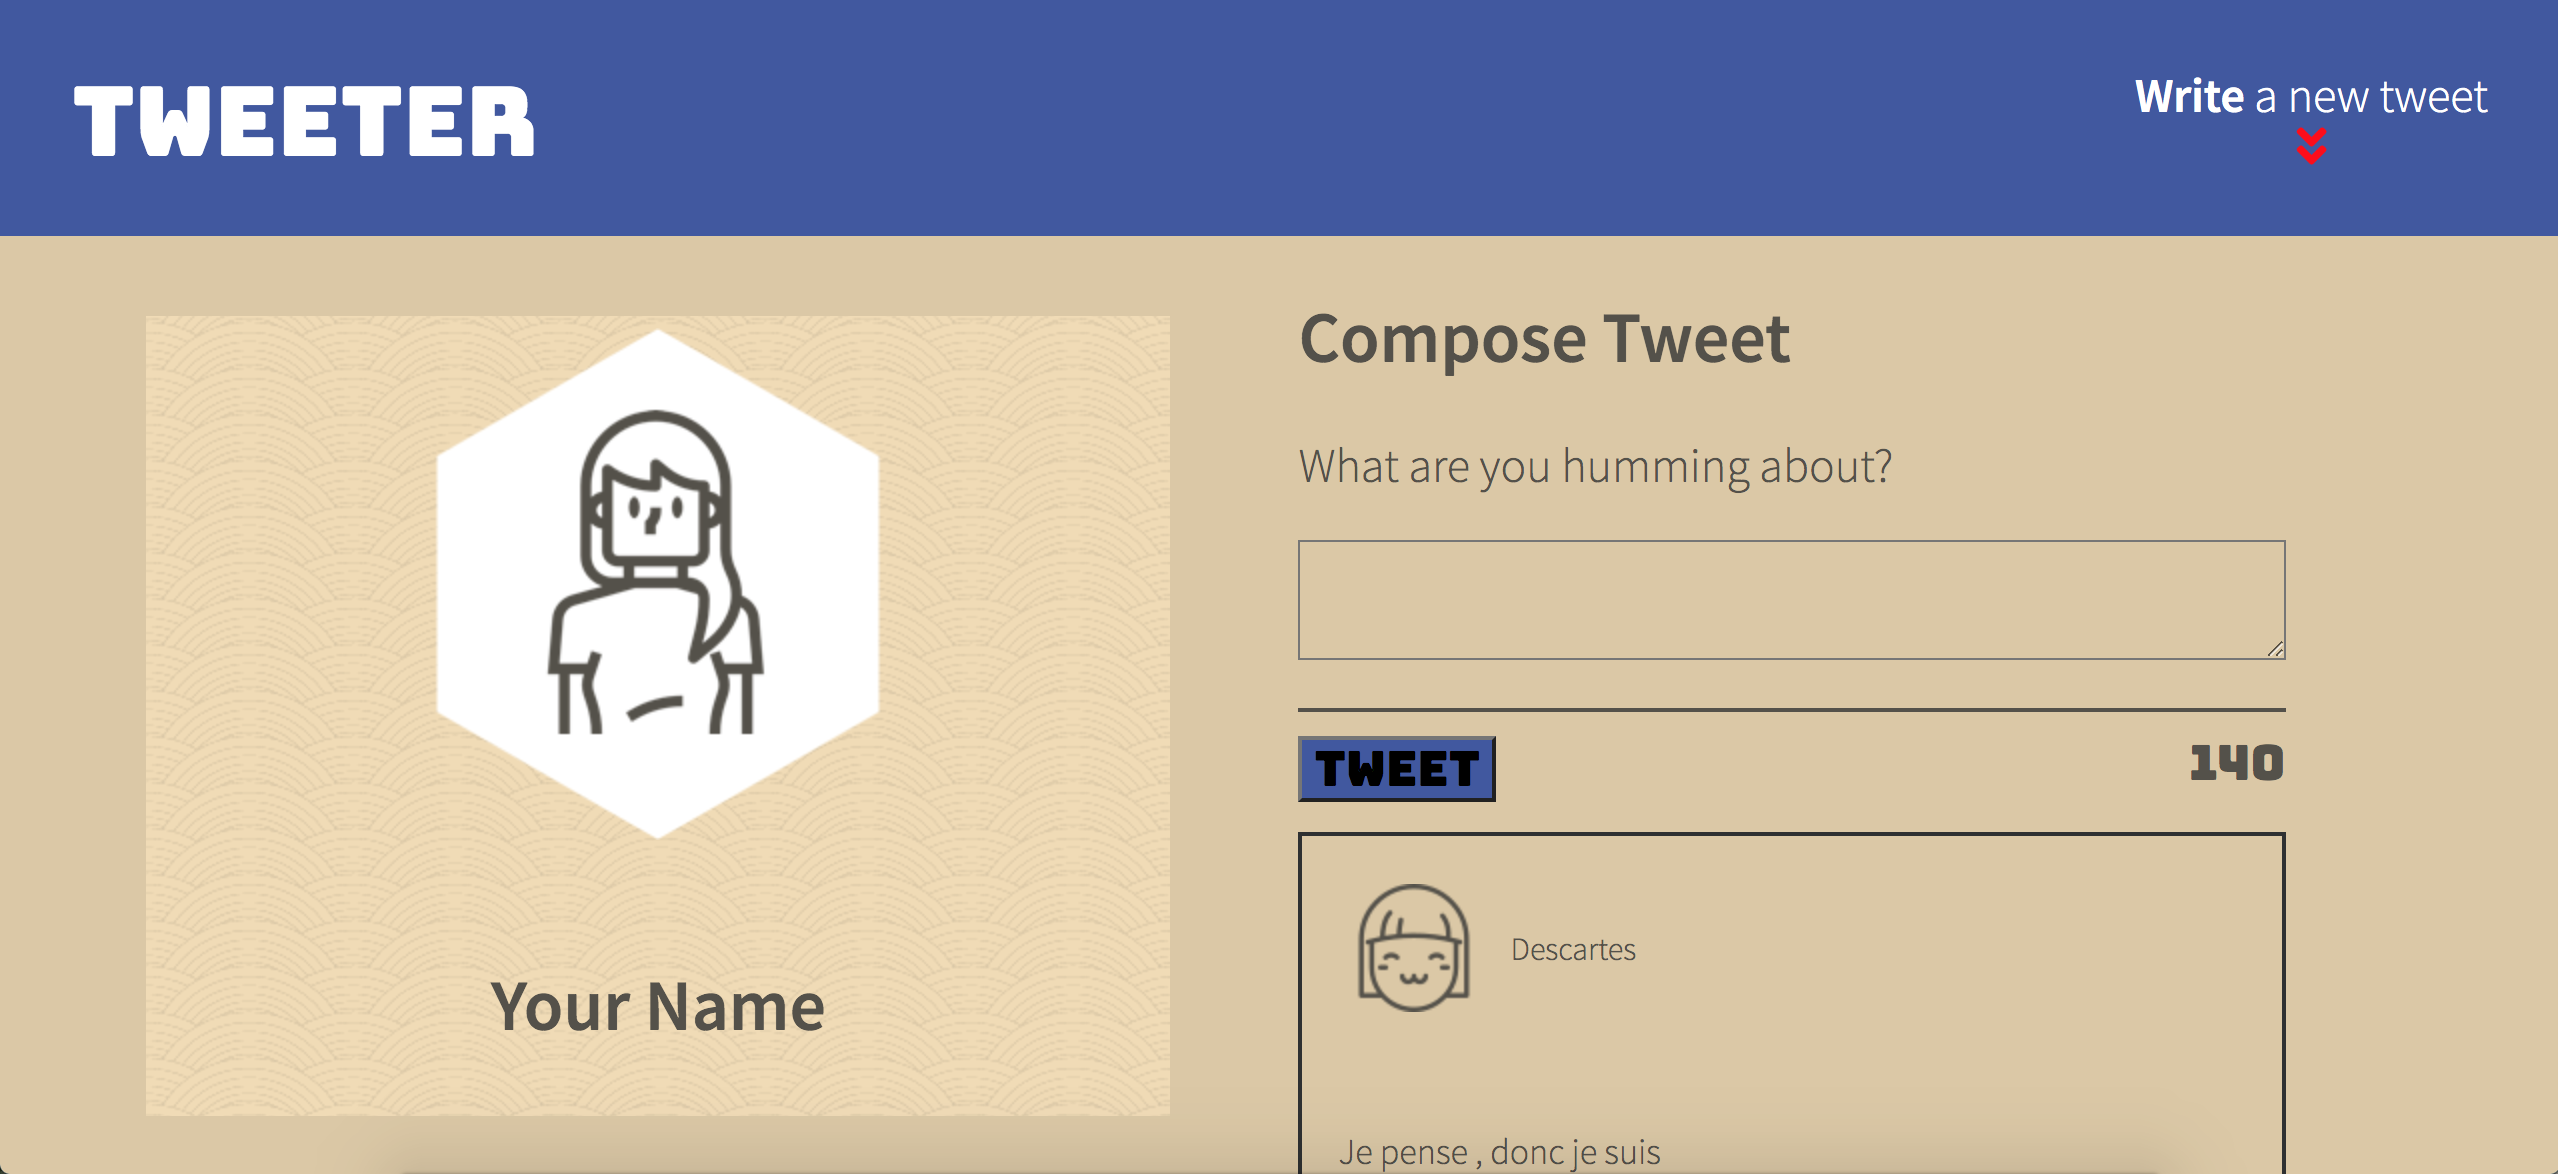 TWEETER
Write a new tweet
Your Name
Compose Tweet
What are you humming about?
TWEET
140
Descartes
Je pense , donc je suis